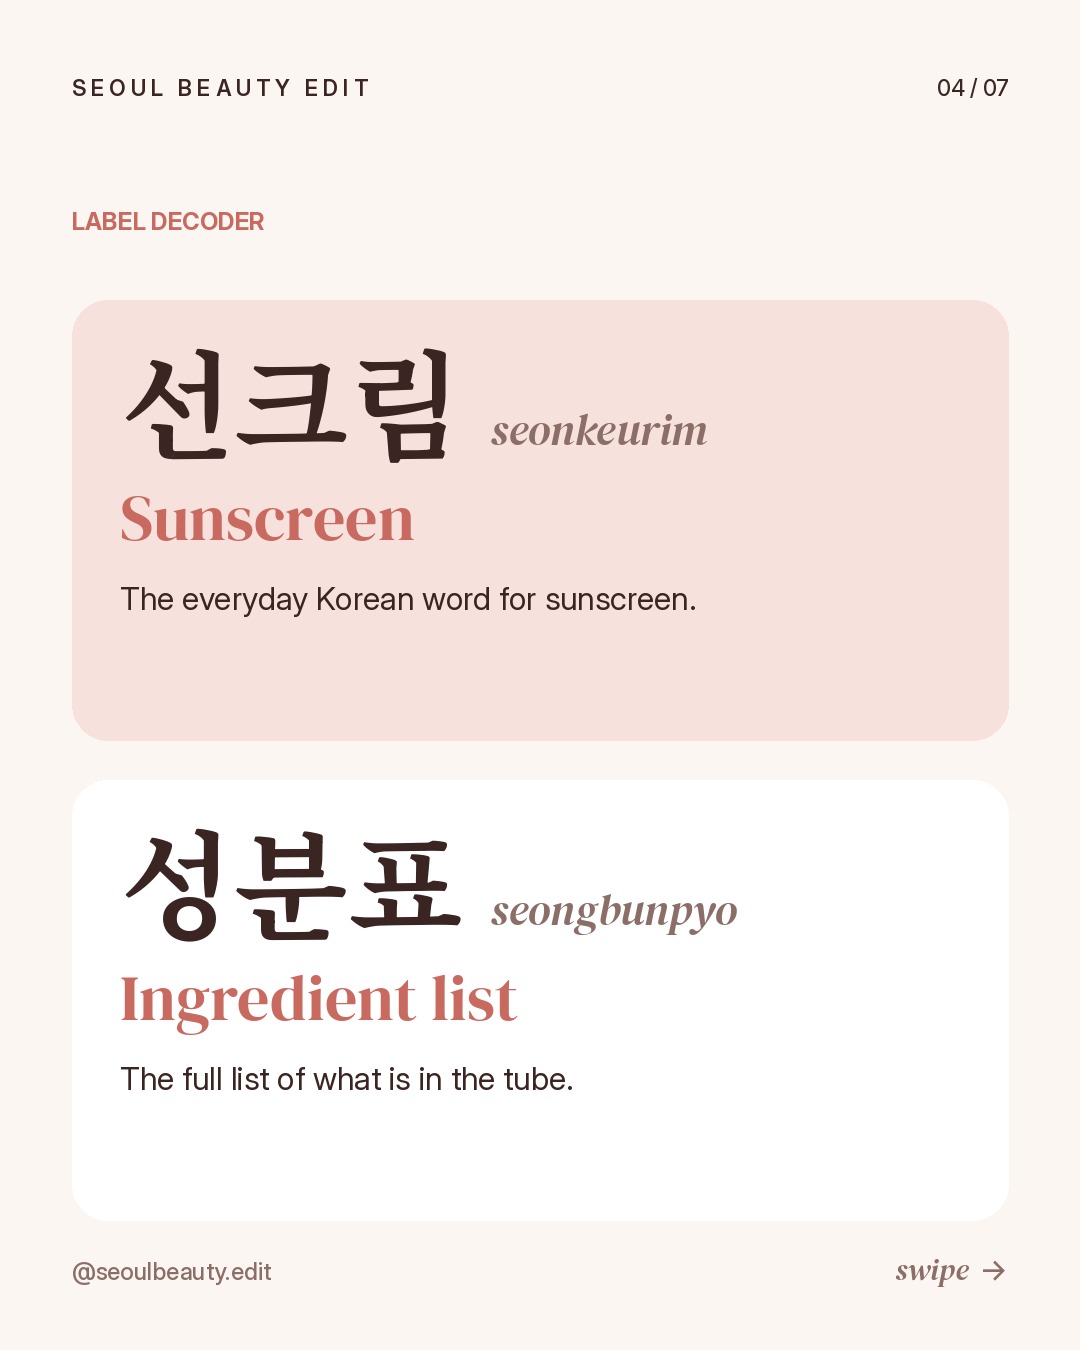 SEOUL BEAUTY EDIT
04 / 07
LABEL DECODER
선크림 seonkeurim
Sunscreen
The everyday Korean word for sunscreen.
성분표 seongbunpyo
Ingredient list
The full list of what is in the tube.
@seoulbeauty.edit
swipe →